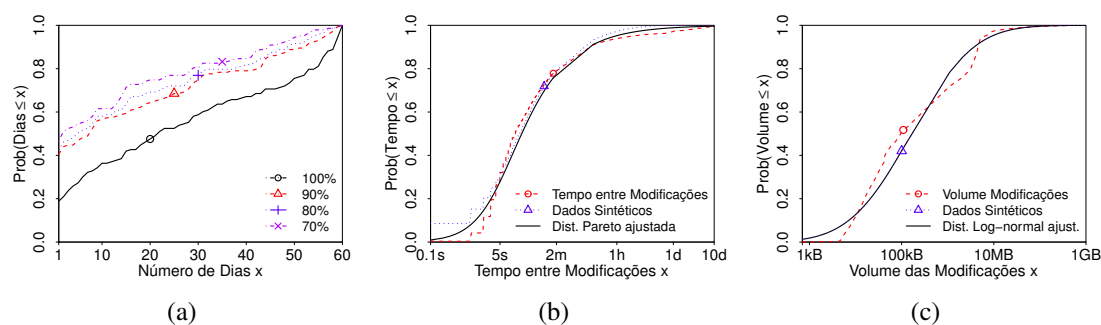 Prob(Dias ≤ x)
0.0 0.2 0.4 0.6 0.8 1.0
1 10 20 30 40 50 60
Número de Dias x
100%
90%
80%
70%
(a)
Prob(Tempo ≤ x)
0.0 0.2 0.4 0.6 0.8 1.0
0.1s 5s 2m 1h 1d 10d
Tempo entre Modificações x
Tempo entre Modificações
Dados Sintéticos
Dist. Pareto ajustada
(b)
Prob(Volume ≤ x)
0.0 0.2 0.4 0.6 0.8 1.0
1kB 100kB 10MB 1GB
Volume das Modificações x
Volume Modificações
Dados Sintéticos
Dist. Log−normal ajust.
(c)